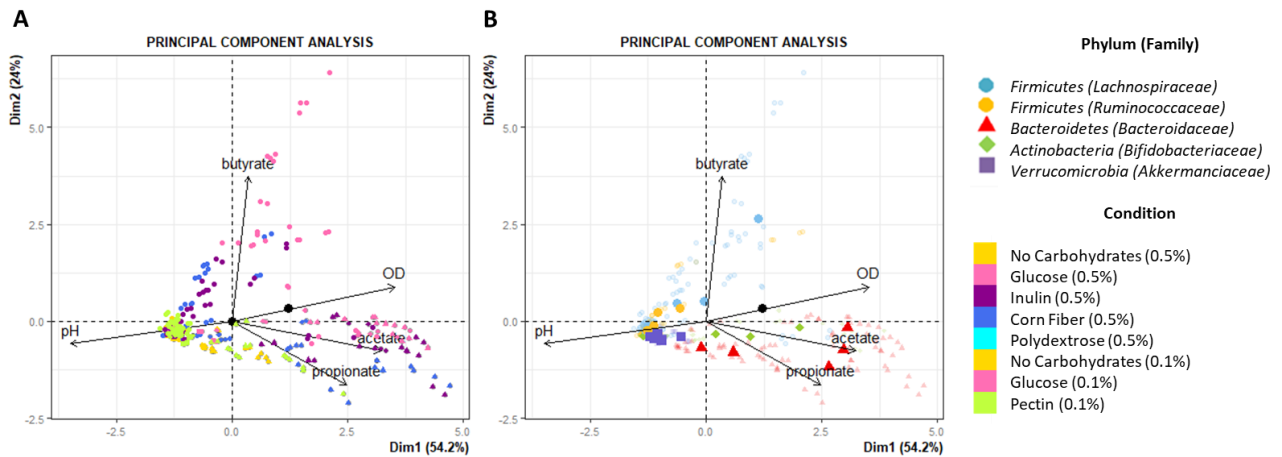 A
PRINCIPAL COMPONENT ANALYSIS
Dim2 (24%)
5.0
2.5
0.0
-2.5
butyrate
OD
pH
acetate
propionate
0.0
2.5
5.0
Dim1 (54.2%)
B
PRINCIPAL COMPONENT ANALYSIS
Dim2 (24%)
5.0
2.5
0.0
-2.5
butyrate
OD
pH
acetate
propionate
0.0
2.5
5.0
Dim1 (54.2%)
Phylum (Family)
Firmicutes (Lachnospiraceae)
Firmicutes (Ruminococcaceae)
Bacteroidetes (Bacteroidaceae)
Actinobacteria (Bifidobacteriaceae)
Verrucomicrobia (Akkermanciaceae)
Condition
No Carbohydrates (0.5%)
Glucose (0.5%)
Inulin (0.5%)
Corn Fiber (0.5%)
Polydextrose (0.5%)
No Carbohydrates (0.1%)
Glucose (0.1%)
Pectin (0.1%)